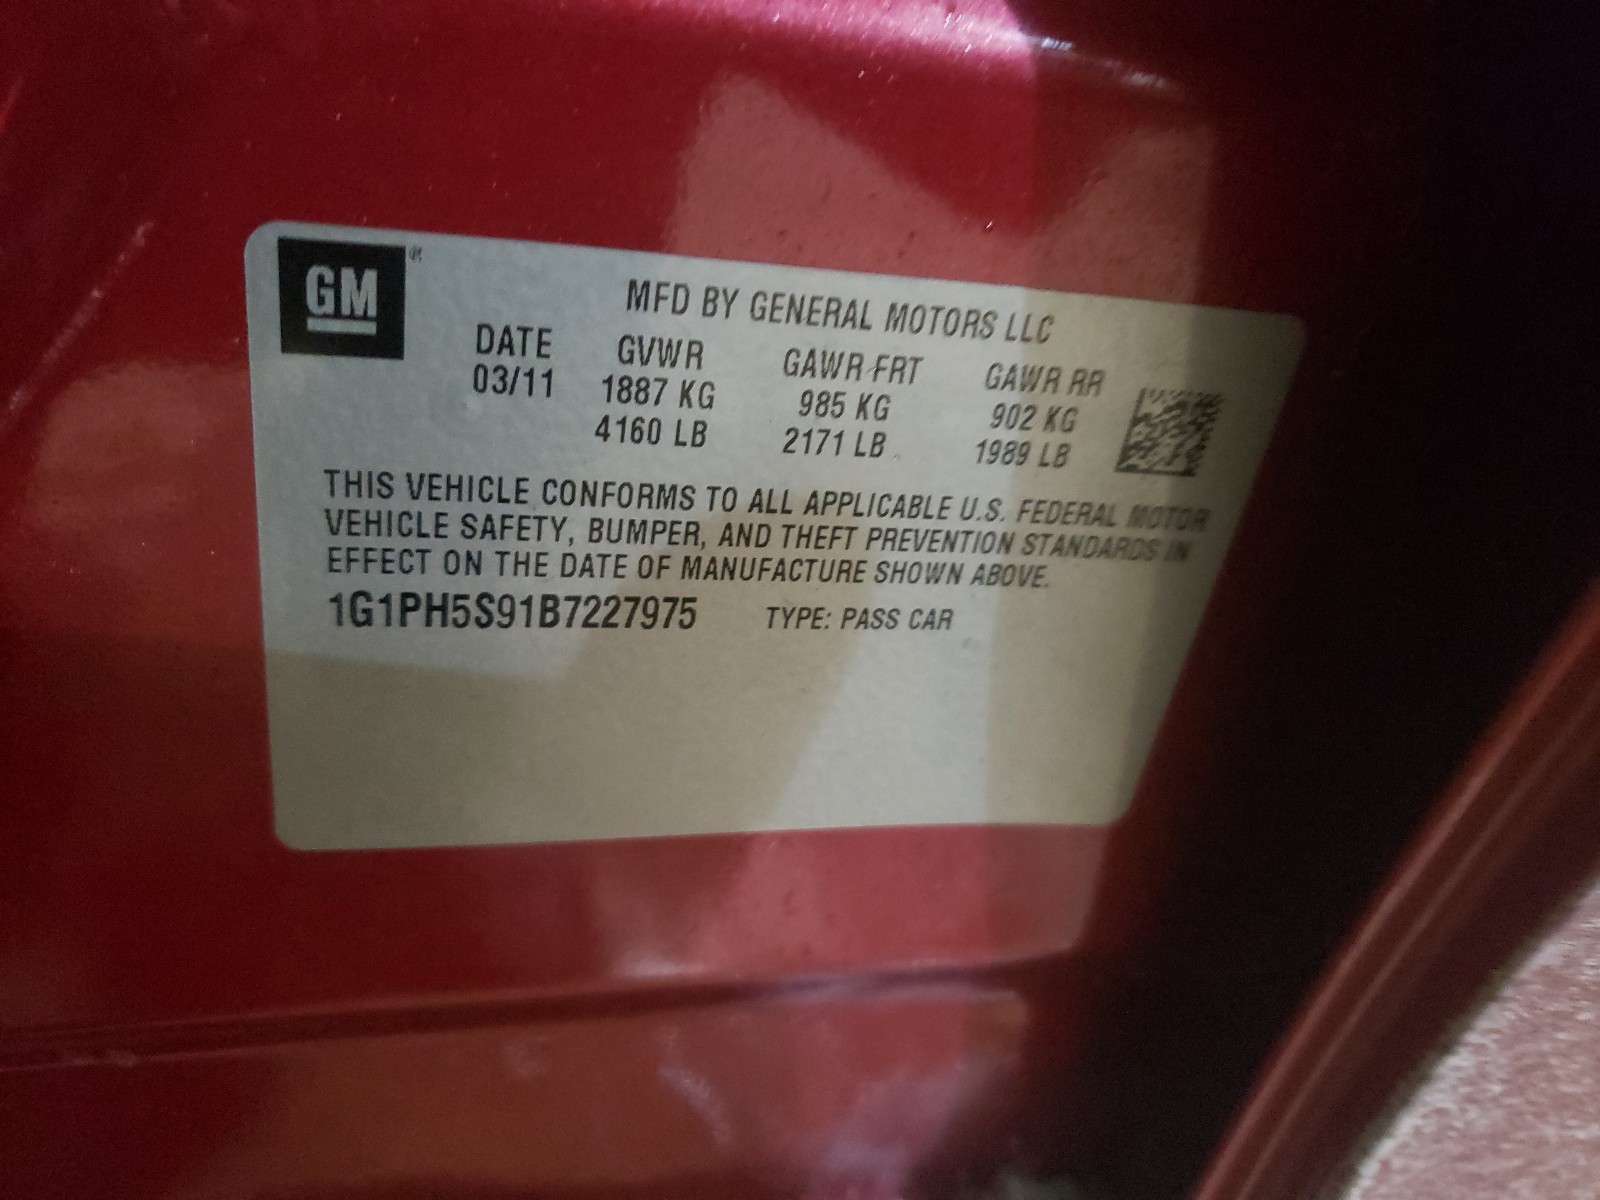 GM ®
MFD BY GENERAL MOTORS LLC
DATE GVWR GAWR FRT GAWR RR
03/11 1887 KG 985 KG 902 KG
4160 LB 2171 LB 1989 LB
THIS VEHICLE CONFORMS TO ALL APPLICABLE U.S. FEDERAL MOTOR
VEHICLE SAFETY, BUMPER, AND THEFT PREVENTION STANDARDS IN
EFFECT ON THE DATE OF MANUFACTURE SHOWN ABOVE.
1G1PH5S91B7227975 TYPE: PASS CAR